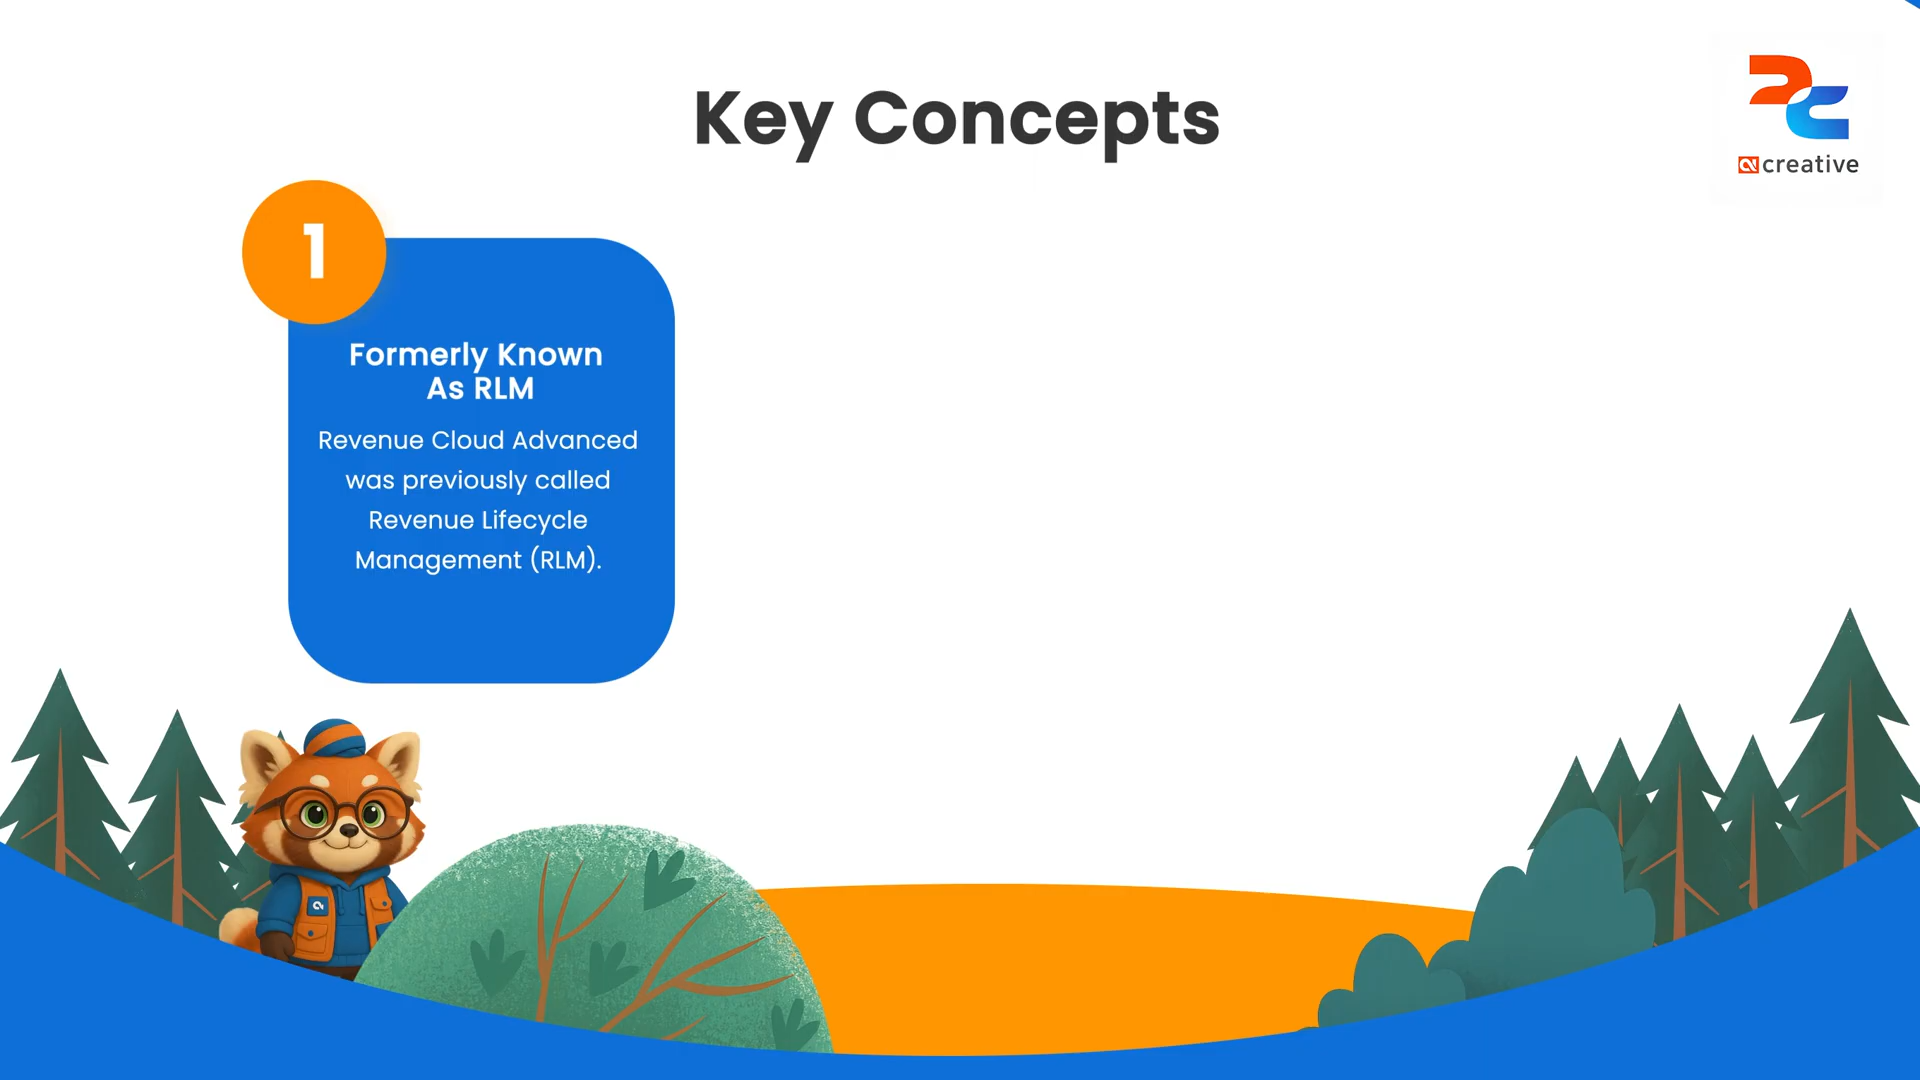 Key Concepts
creative
1
Formerly Known
As RLM
Revenue Cloud Advanced
was previously called
Revenue Lifecycle
Management (RLM).